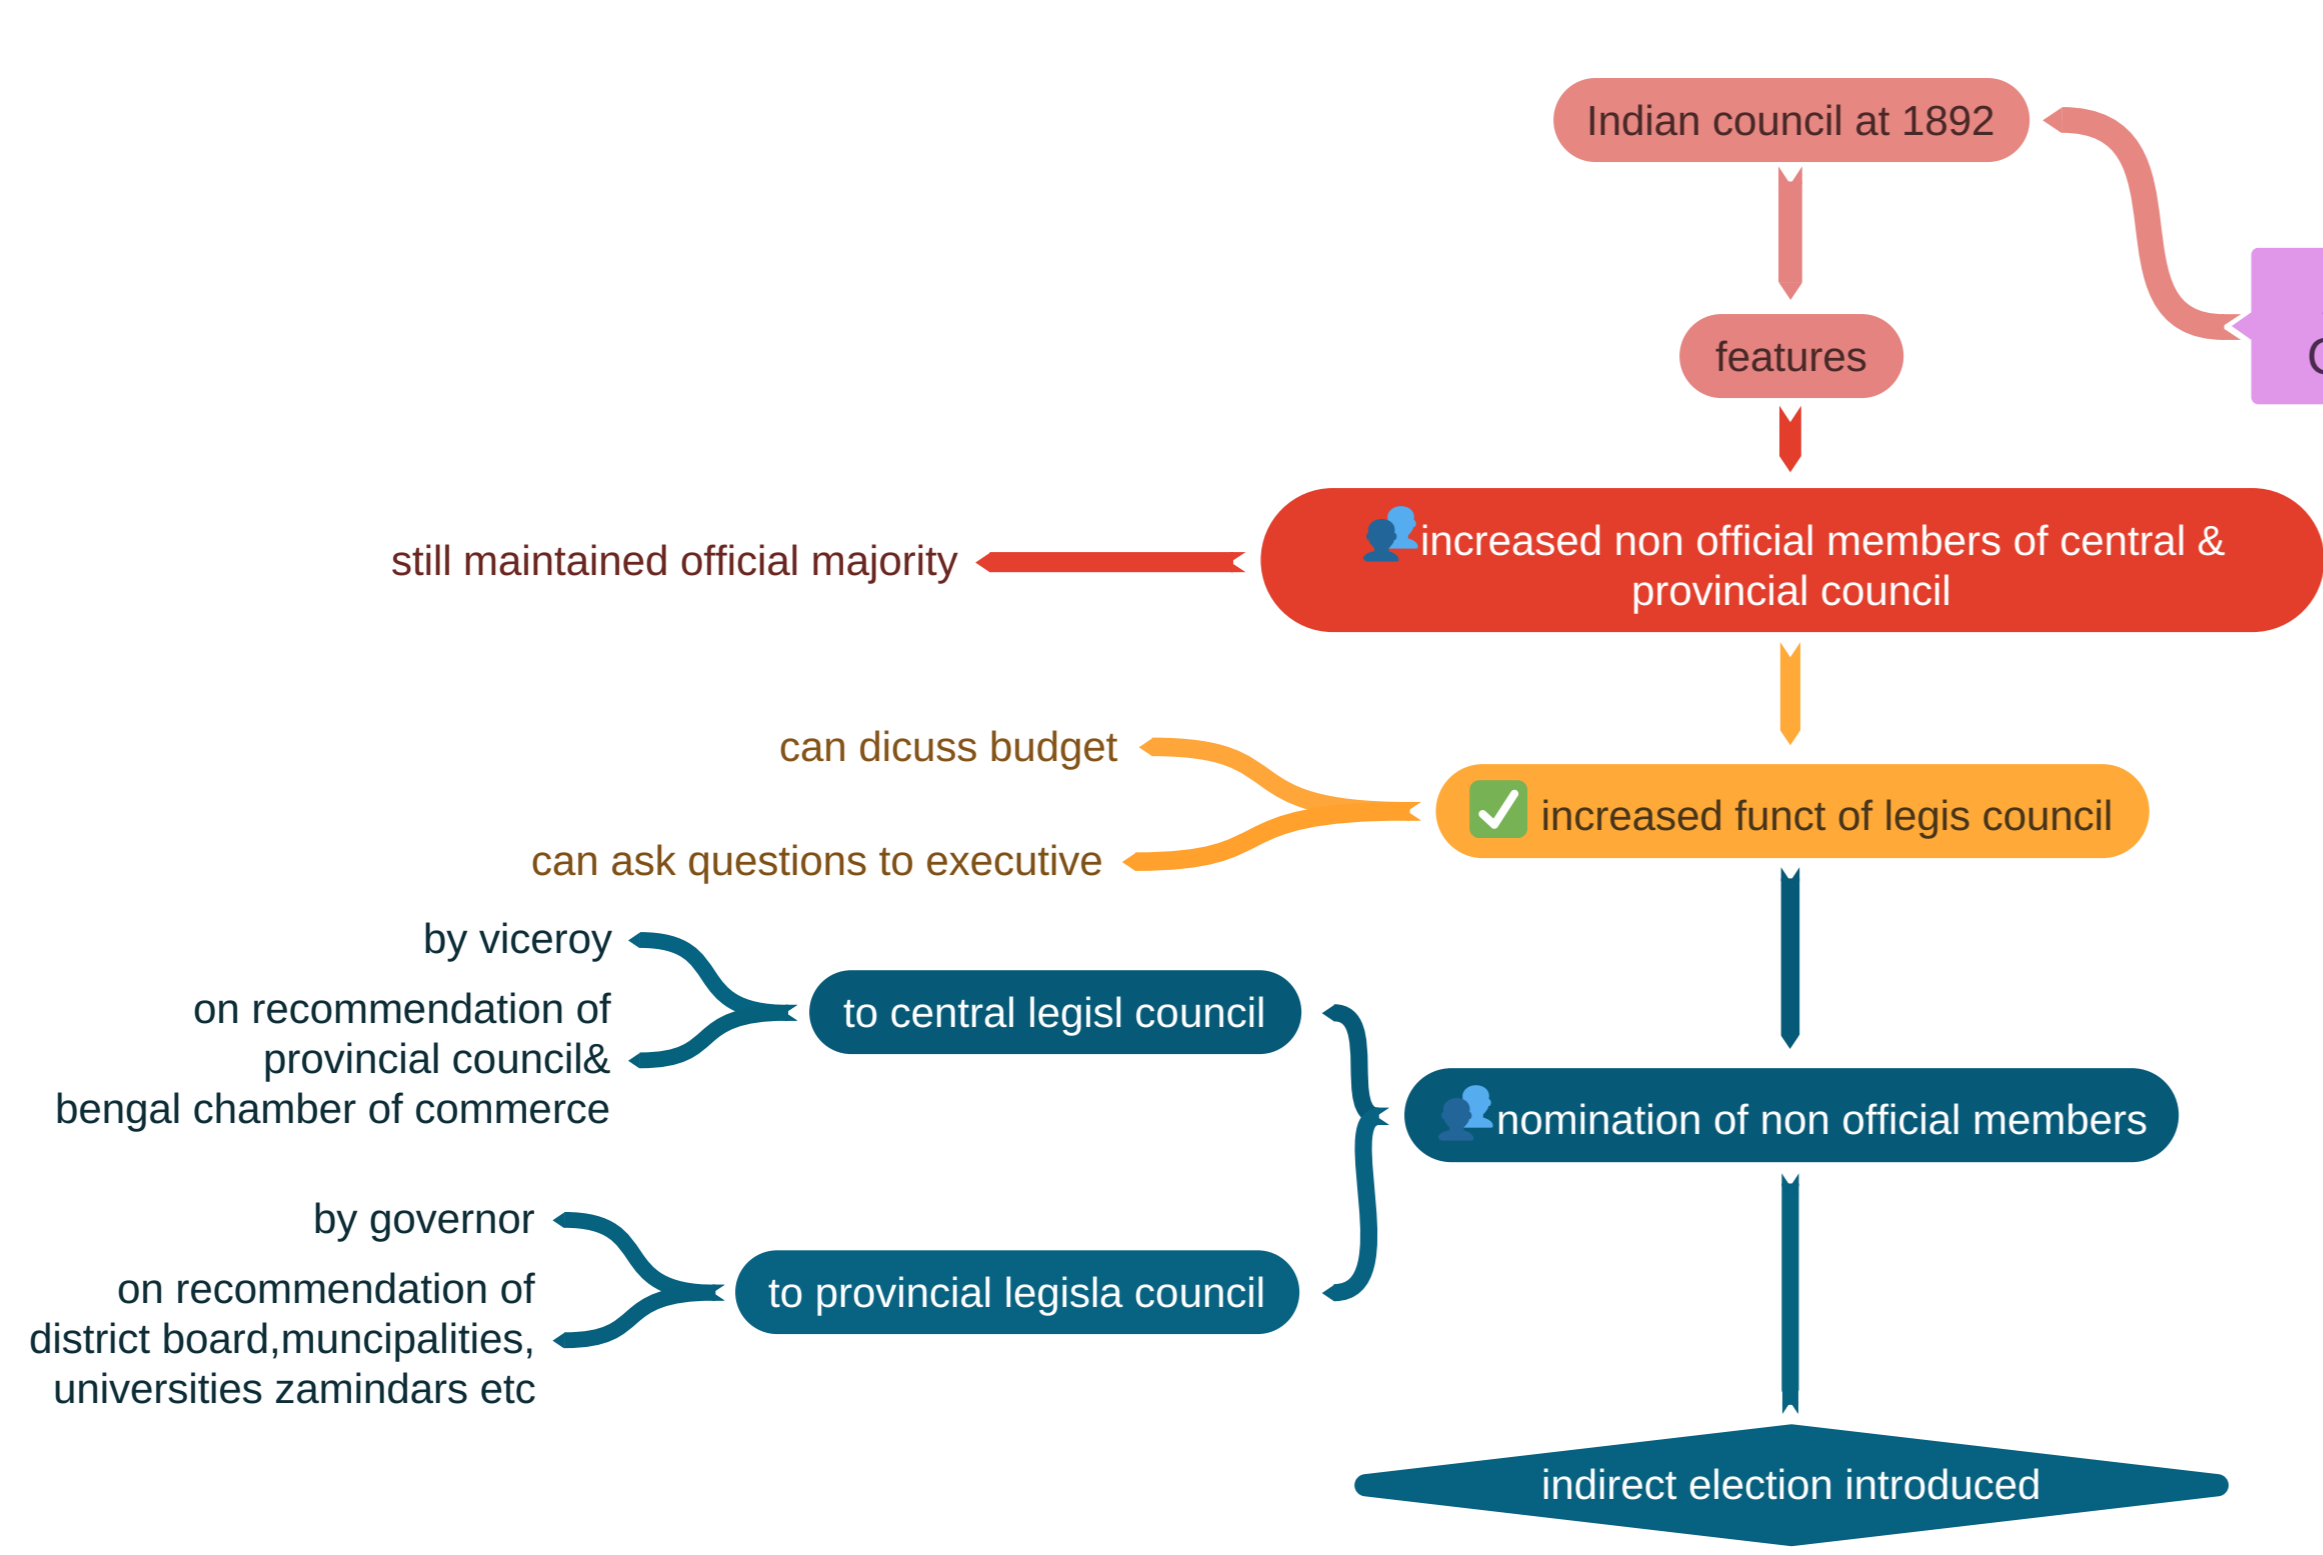 Indian council at 1892
features
increased non official members of central &
provincial council
still maintained official majority
increased funct of legis council
can dicuss budget
can ask questions to executive
nomination of non official members
to central legisl council
by viceroy
on recommendation of
provincial council&
bengal chamber of commerce
to provincial legisla council
by governor
on recommendation of
district board,muncipalities,
universities zamindars etc
indirect election introduced